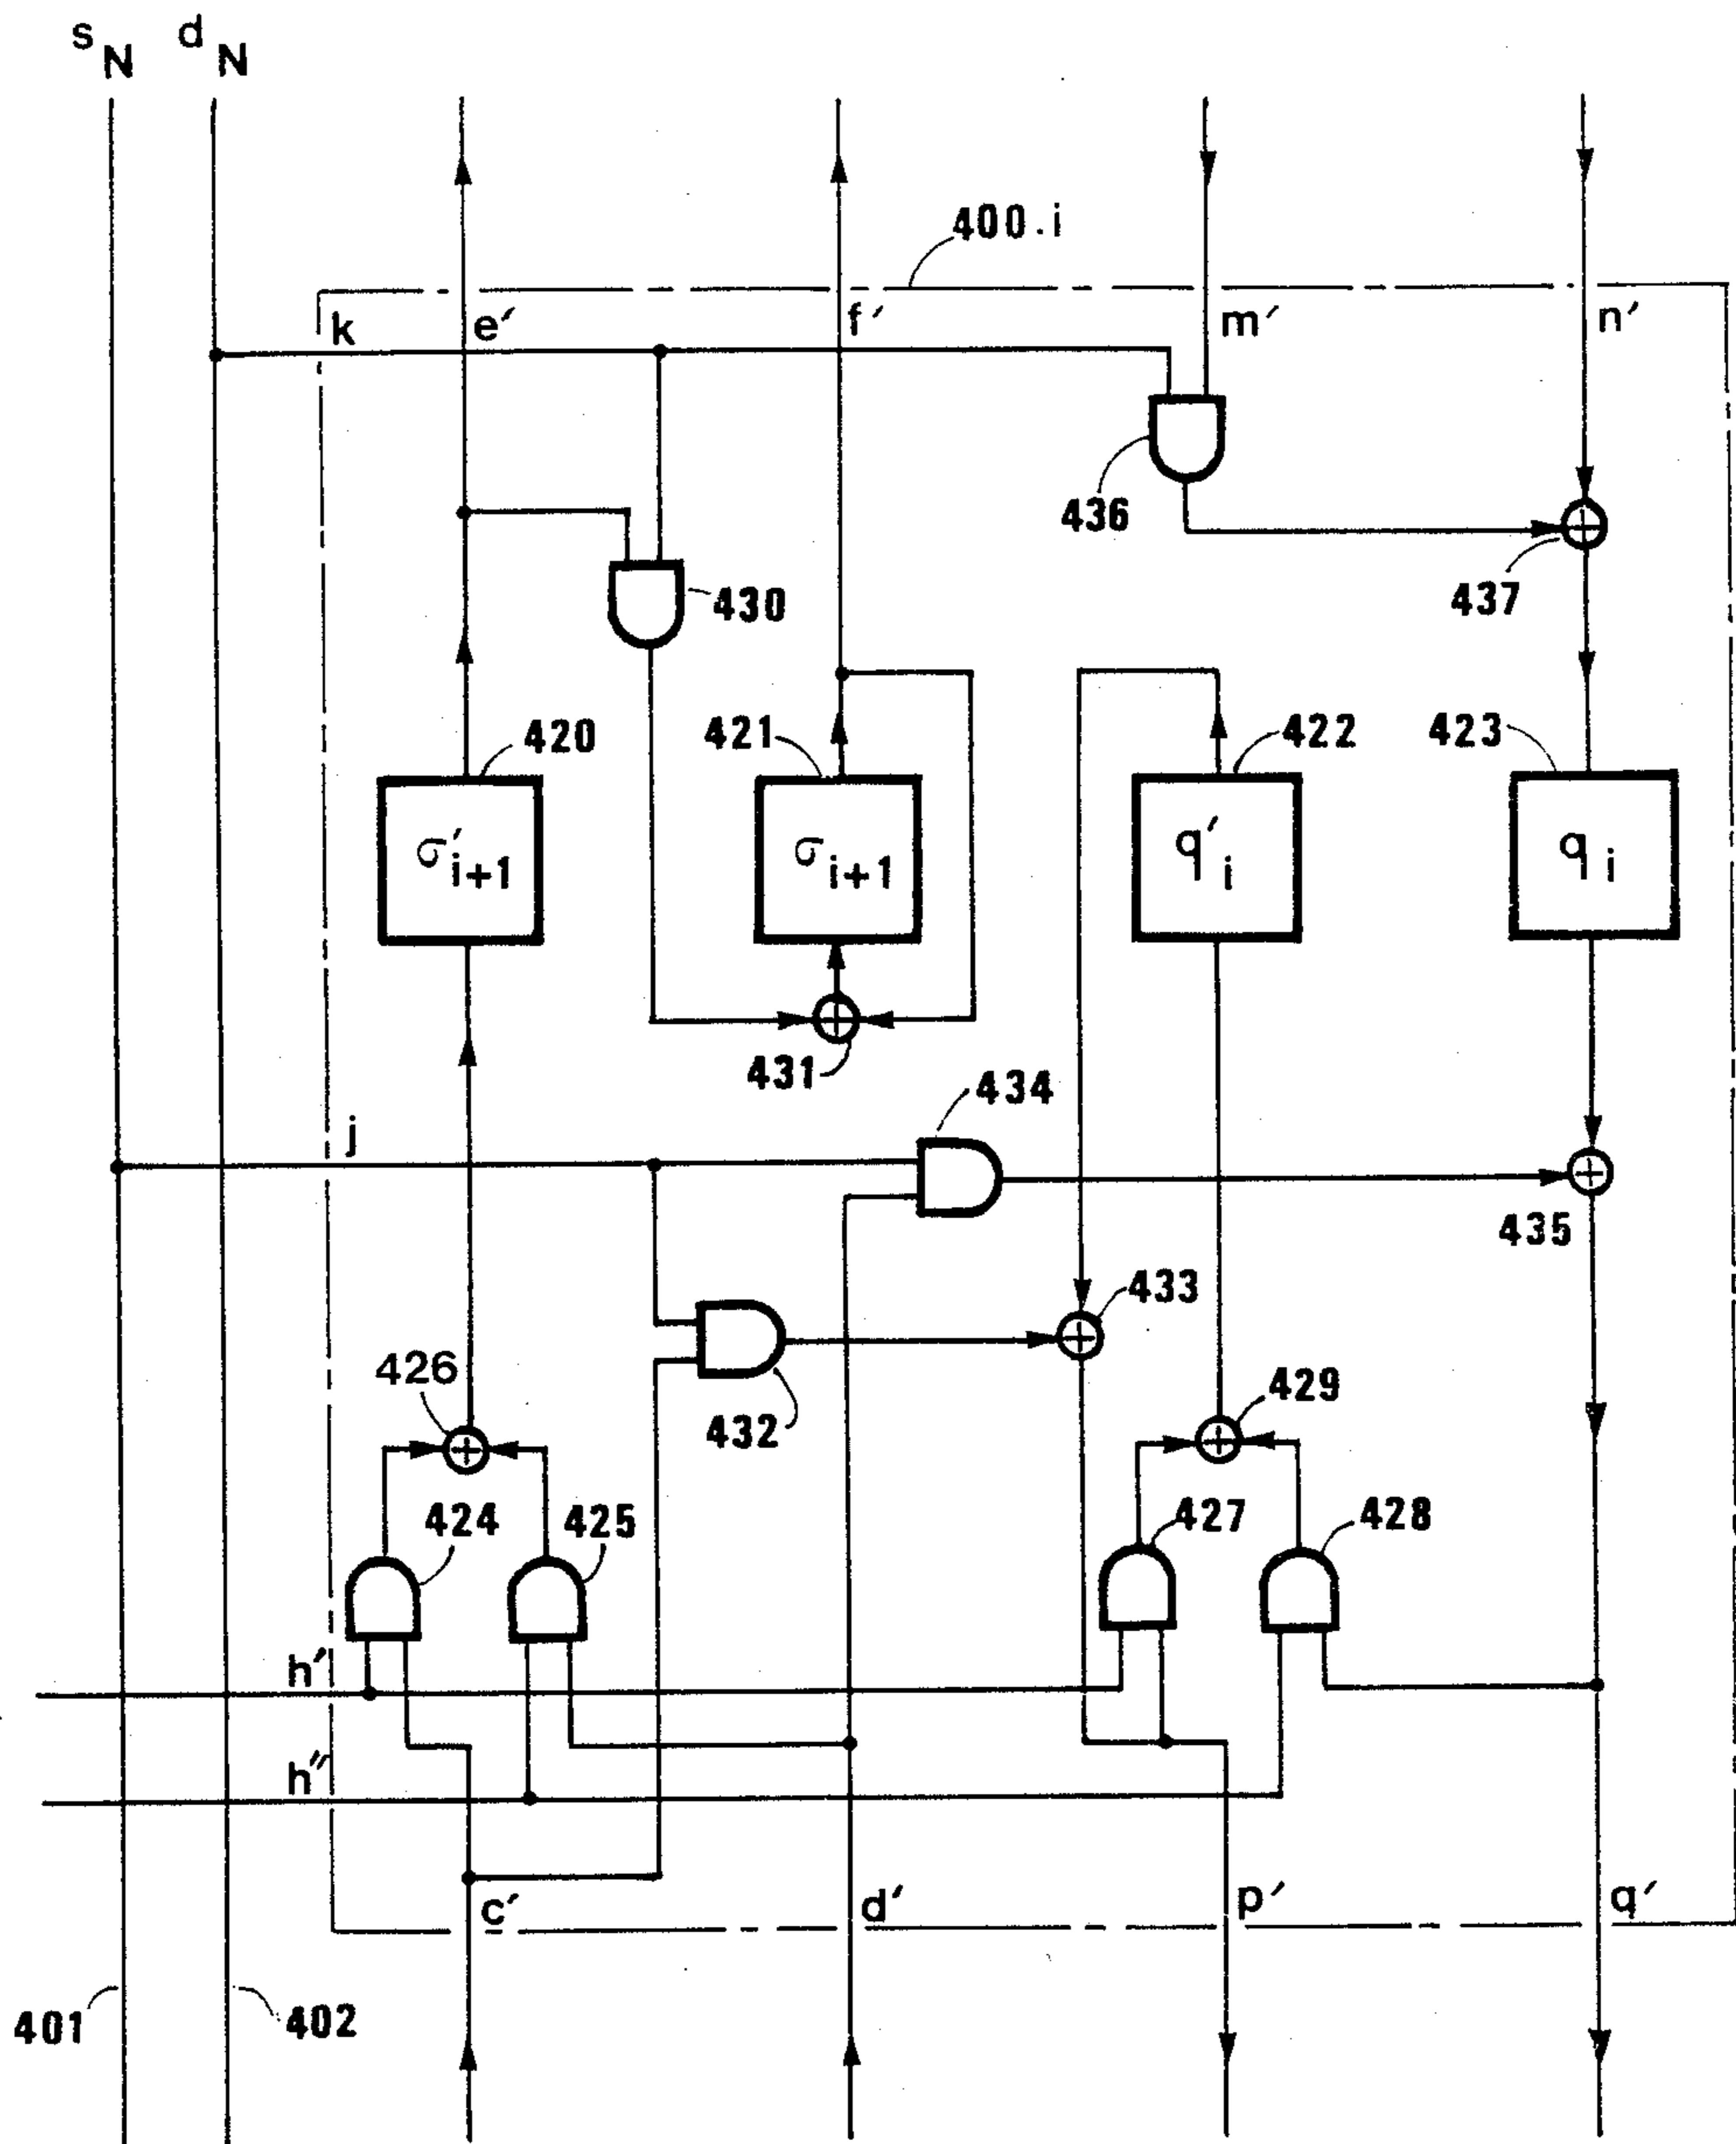 s N d N
400.i
k e′ f′ m′ n′
436
437
430
420 421 422 423
σ′ i+1 σ i+1 q′ i q i
431
434
j
435
433
426 429
432
424 425 427 428
h′
h″
c′ d′ p′ q′
401 402